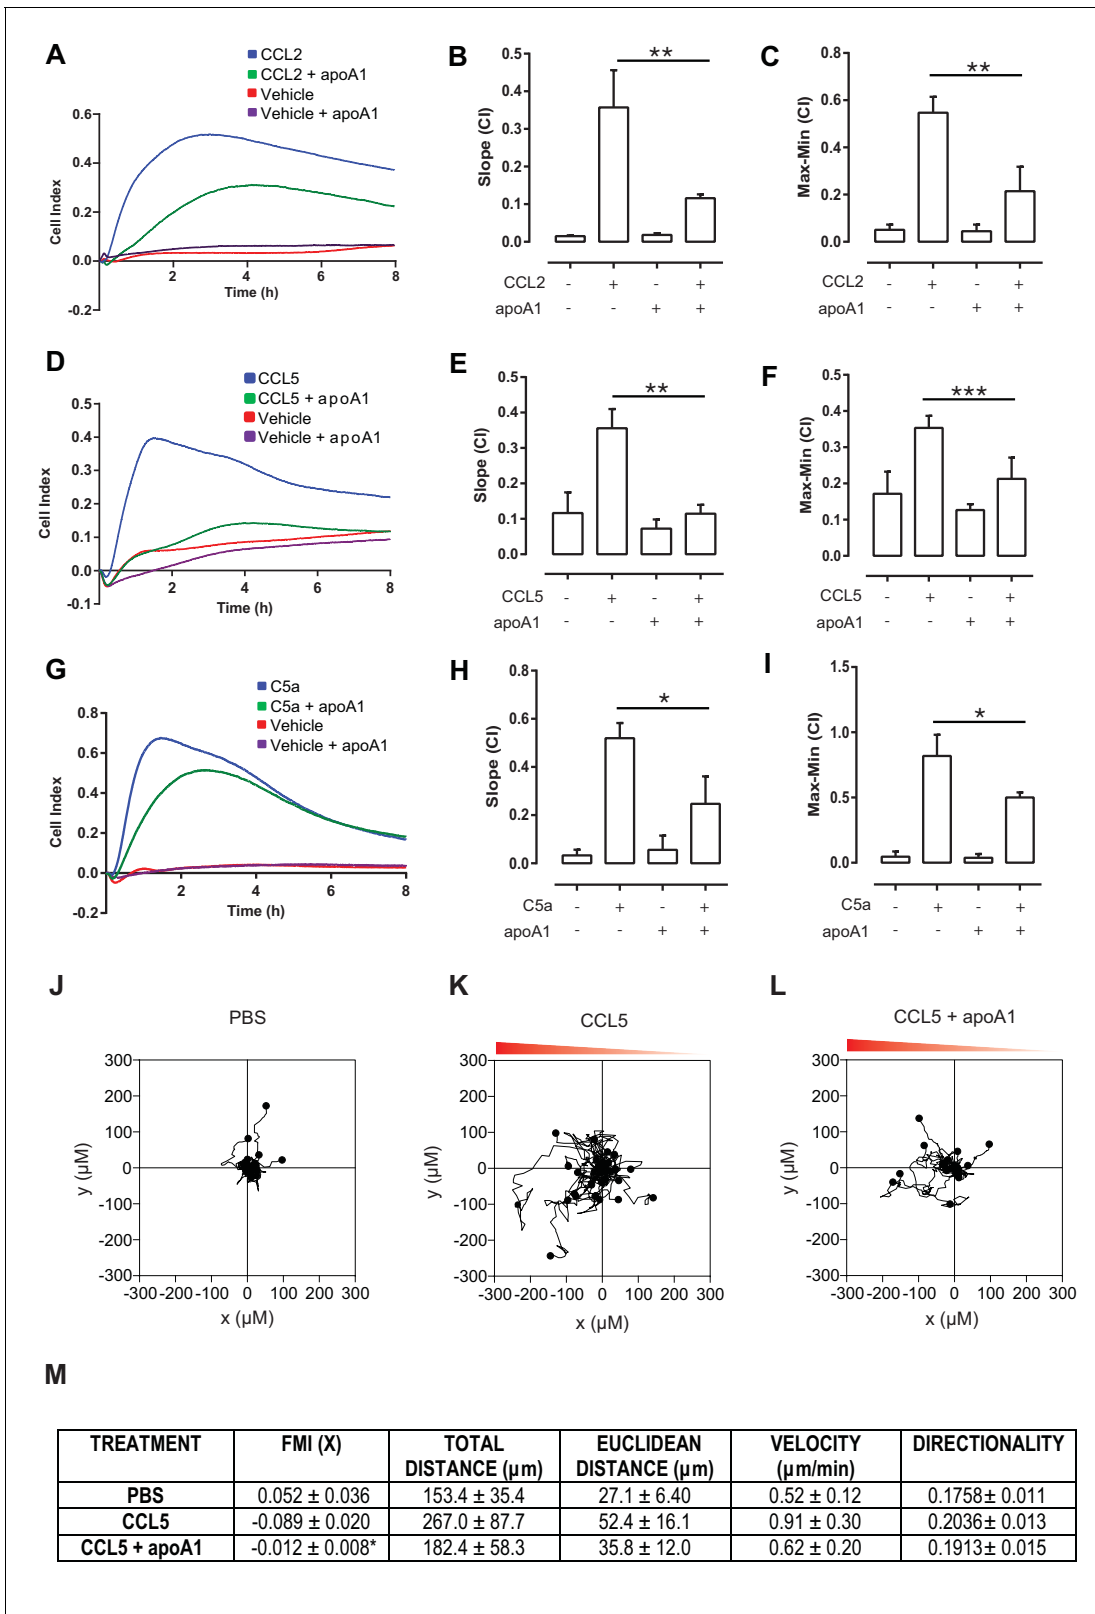 A
CCL2
CCL2 + apoA1
Vehicle
Vehicle + apoA1
0.6
0.4
0.2
0.0
-0.2
2
4
6
8
Cell Index
Time (h)
B
0.5
0.4
0.3
0.2
0.1
0.0
Slope (CI)
**
CCL2 - + - +
apoA1 - - + +
C
0.8
0.6
0.4
0.2
0.0
Max-Min (CI)
**
CCL2 - + - +
apoA1 - - + +
D
CCL5
CCL5 + apoA1
Vehicle
Vehicle + apoA1
0.5
0.4
0.3
0.2
0.1
0.0
-0.1
2
4
6
8
Cell Index
Time (h)
E
0.5
0.4
0.3
0.2
0.1
0.0
Slope (CI)
**
CCL5 - + - +
apoA1 - - + +
F
0.5
0.4
0.3
0.2
0.1
0.0
Max-Min (CI)
***
CCL5 - + - +
apoA1 - - + +
G
C5a
C5a + apoA1
Vehicle
Vehicle + apoA1
0.8
0.6
0.4
0.2
0.0
-0.2
2
4
6
8
Cell Index
Time (h)
H
0.8
0.6
0.4
0.2
0.0
Slope (CI)
*
C5a - + - +
apoA1 - - + +
I
1.5
1.0
0.5
0.0
Max-Min (CI)
*
C5a - + - +
apoA1 - - + +
J
PBS
300
200
100
0
-100
-200
-300
y (µM)
-300 -200 -100 0 100 200 300
x (µM)
K
CCL5
300
200
100
0
-100
-200
-300
y (µM)
-300 -200 -100 0 100 200 300
x (µM)
L
CCL5 + apoA1
300
200
100
0
-100
-200
-300
y (µM)
-300 -200 -100 0 100 200 300
x (µM)
M
TREATMENT FMI (X) TOTAL DISTANCE (µm) EUCLIDEAN DISTANCE (µm) VELOCITY (µm/min) DIRECTIONALITY
PBS 0.052 ± 0.036 153.4 ± 35.4 27.1 ± 6.40 0.52 ± 0.12 0.1758± 0.011
CCL5 -0.089 ± 0.020 267.0 ± 87.7 52.4 ± 16.1 0.91 ± 0.30 0.2036± 0.013
CCL5 + apoA1 -0.012 ± 0.008* 182.4 ± 58.3 35.8 ± 12.0 0.62 ± 0.20 0.1913± 0.015